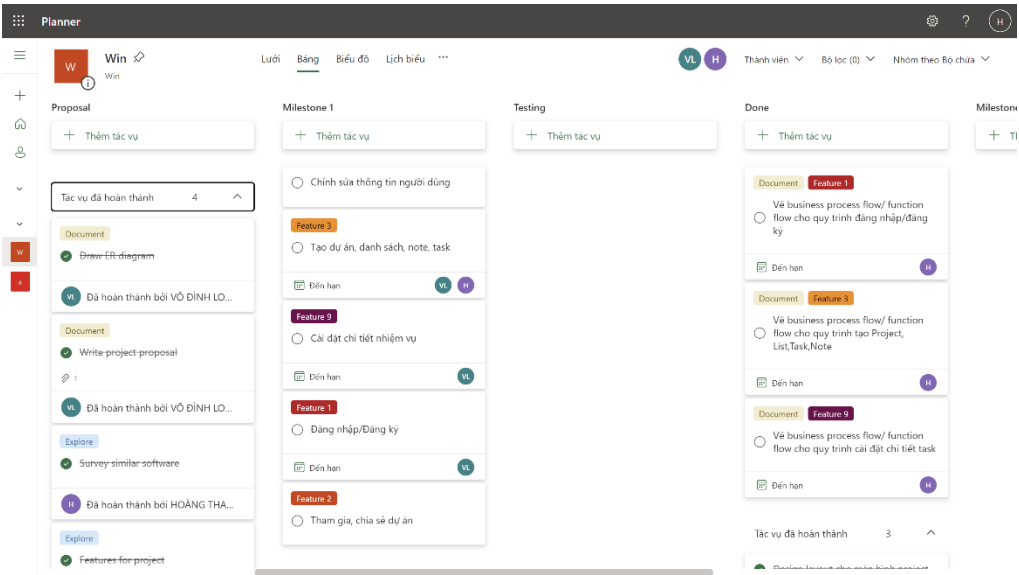 Planner
?
H
W
Win
Win
Lưới
Bảng
Biểu đồ
Lịch biểu
...
VL
H
Thành viên
Bộ lọc (0)
Nhóm theo Bộ chứa
Proposal
Thêm tác vụ
Tác vụ đã hoàn thành 4
Document
Draw ER diagram
VL Đã hoàn thành bởi VÕ ĐÌNH LO...
Document
Write project proposal
1
VL Đã hoàn thành bởi VÕ ĐÌNH LO...
Explore
Survey similar software
H Đã hoàn thành bởi HOÀNG THA...
Explore
Features for project
Milestone 1
Thêm tác vụ
Chỉnh sửa thông tin người dùng
Feature 3
Tạo dự án, danh sách, note, task
Đến hạn VL H
Feature 9
Cài đặt chi tiết nhiệm vụ
Đến hạn VL
Feature 1
Đăng nhập/Đăng ký
Đến hạn VL
Feature 2
Tham gia, chia sẻ dự án
Testing
Thêm tác vụ
Done
Thêm tác vụ
Document Feature 1
Vẽ business process flow/ function
flow cho quy trình đăng nhập/đăng
ký
Đến hạn H
Document Feature 3
Vẽ business process flow/ function
flow cho quy trình tạo Project,
List,Task,Note
Đến hạn H
Document Feature 9
Vẽ business process flow/ function
flow cho quy trình cài đặt chi tiết task
Đến hạn H
Tác vụ đã hoàn thành 3
Design layout cho màn hình project
Milestone
W
a